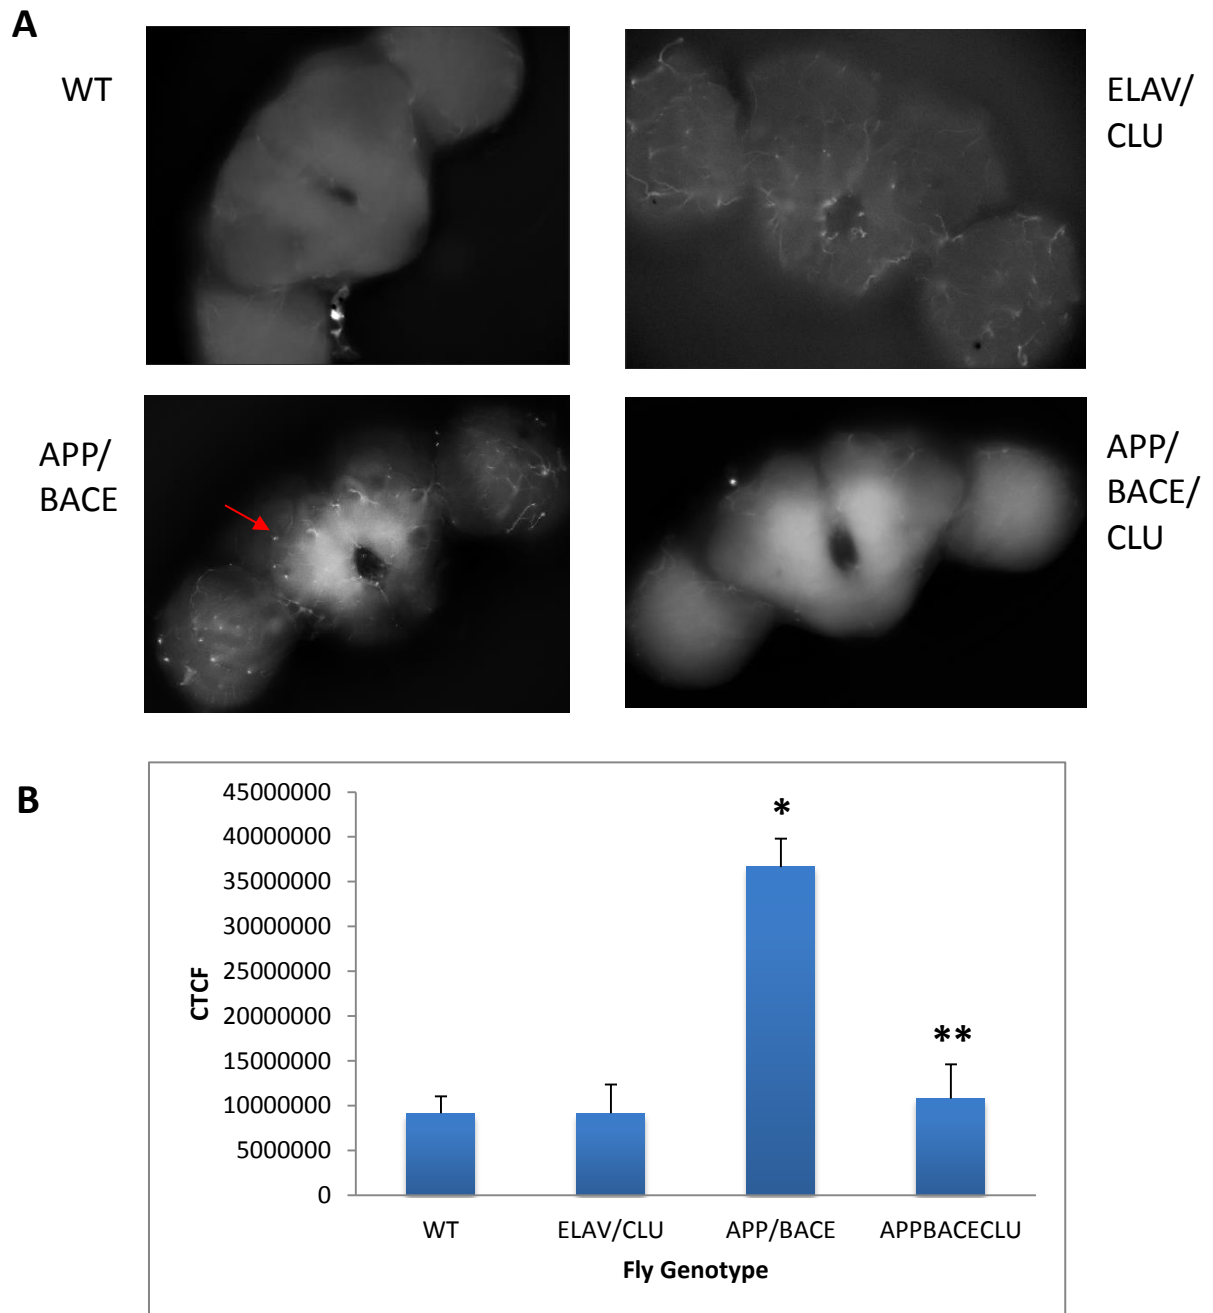 A
WT
ELAV/
CLU
APP/
BACE
APP/
BACE/
CLU
B
45000000
40000000
35000000
30000000
25000000
20000000
15000000
10000000
5000000
0
CTCF
*
**
WT ELAV/CLU APP/BACE APPBACECLU
Fly Genotype